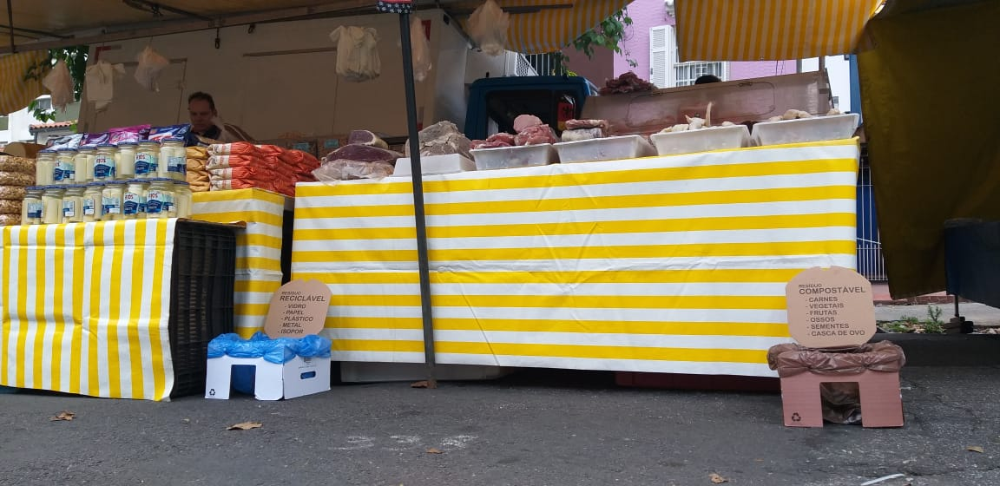 RESÍDUO
RECICLÁVEL
- VIDRO
- PAPEL
- PLÁSTICO
- METAL
- ISOPOR
RESÍDUO
COMPOSTÁVEL
- CARNES
- VEGETAIS
- FRUTAS
- OSSOS
- SEMENTES
- CASCA DE OVO